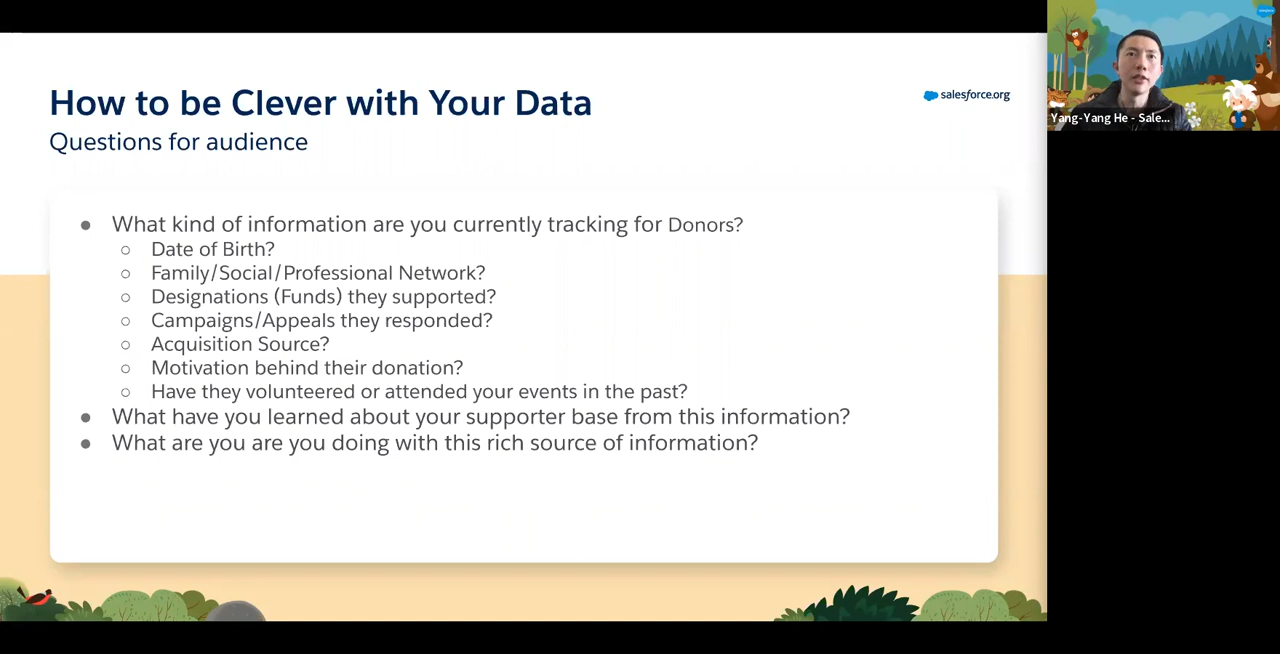 How to be Clever with Your Data
Questions for audience
salesforce.org
● What kind of information are you currently tracking for Donors?
○ Date of Birth?
○ Family/Social/Professional Network?
○ Designations (Funds) they supported?
○ Campaigns/Appeals they responded?
○ Acquisition Source?
○ Motivation behind their donation?
○ Have they volunteered or attended your events in the past?
● What have you learned about your supporter base from this information?
● What are you are you doing with this rich source of information?
Yang-Yang He - Sale...